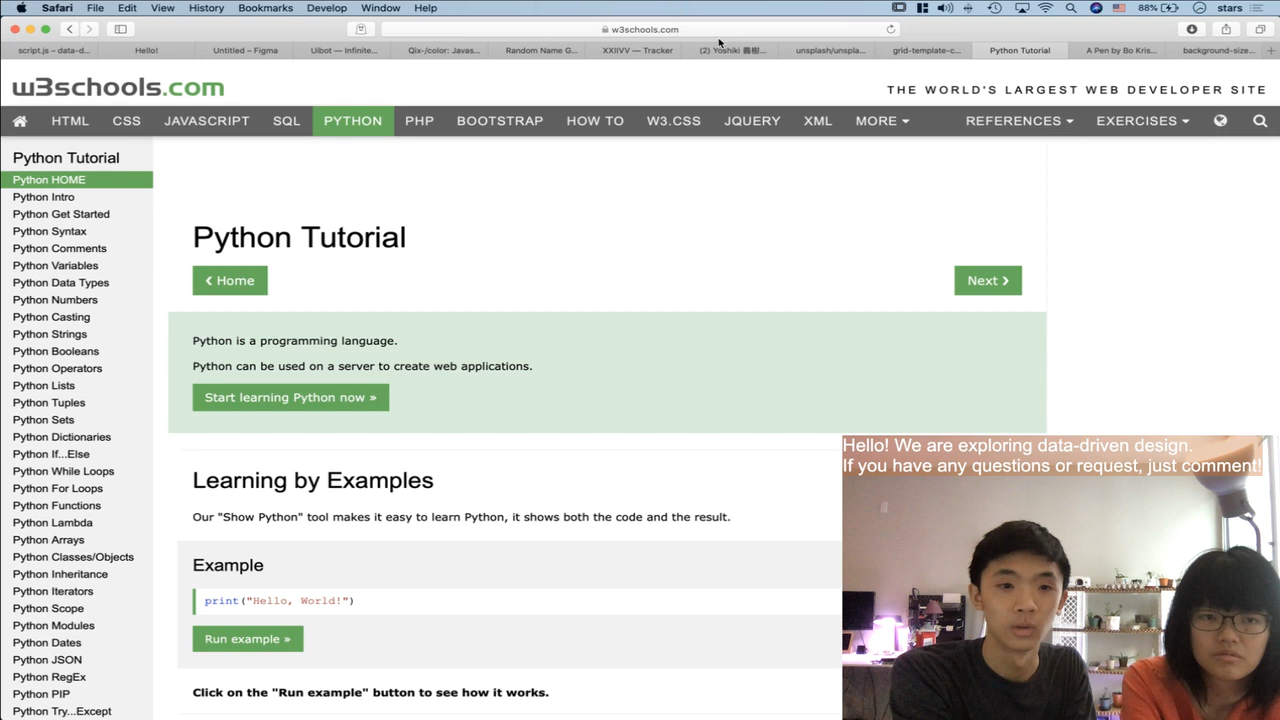 Safari File Edit View History Bookmarks Develop Window Help 88% stars
w3schools.com
script.js – data-d... Hello! Untitled – Figma Uibot — Infinite... Qix-/color: Javas... Random Name G... XXIIVV — Tracker (2) Yoshiki 義樹... unsplash/unspla... grid-template-c... Python Tutorial A Pen by Bo Kris... background-size...
w3schools.com THE WORLD'S LARGEST WEB DEVELOPER SITE
HTML CSS JAVASCRIPT SQL PYTHON PHP BOOTSTRAP HOW TO W3.CSS JQUERY XML MORE REFERENCES EXERCISES
Python Tutorial
Python HOME
Python Intro
Python Get Started
Python Syntax
Python Comments
Python Variables
Python Data Types
Python Numbers
Python Casting
Python Strings
Python Booleans
Python Operators
Python Lists
Python Tuples
Python Sets
Python Dictionaries
Python If...Else
Python While Loops
Python For Loops
Python Functions
Python Lambda
Python Arrays
Python Classes/Objects
Python Inheritance
Python Iterators
Python Scope
Python Modules
Python Dates
Python JSON
Python RegEx
Python PIP
Python Try...Except
Python Tutorial
❮ Home Next ❯
Python is a programming language.
Python can be used on a server to create web applications.
Start learning Python now »
Learning by Examples
Our "Show Python" tool makes it easy to learn Python, it shows both the code and the result.
Example
print("Hello, World!")
Run example »
Click on the "Run example" button to see how it works.
Hello! We are exploring data-driven design.
If you have any questions or request, just comment!